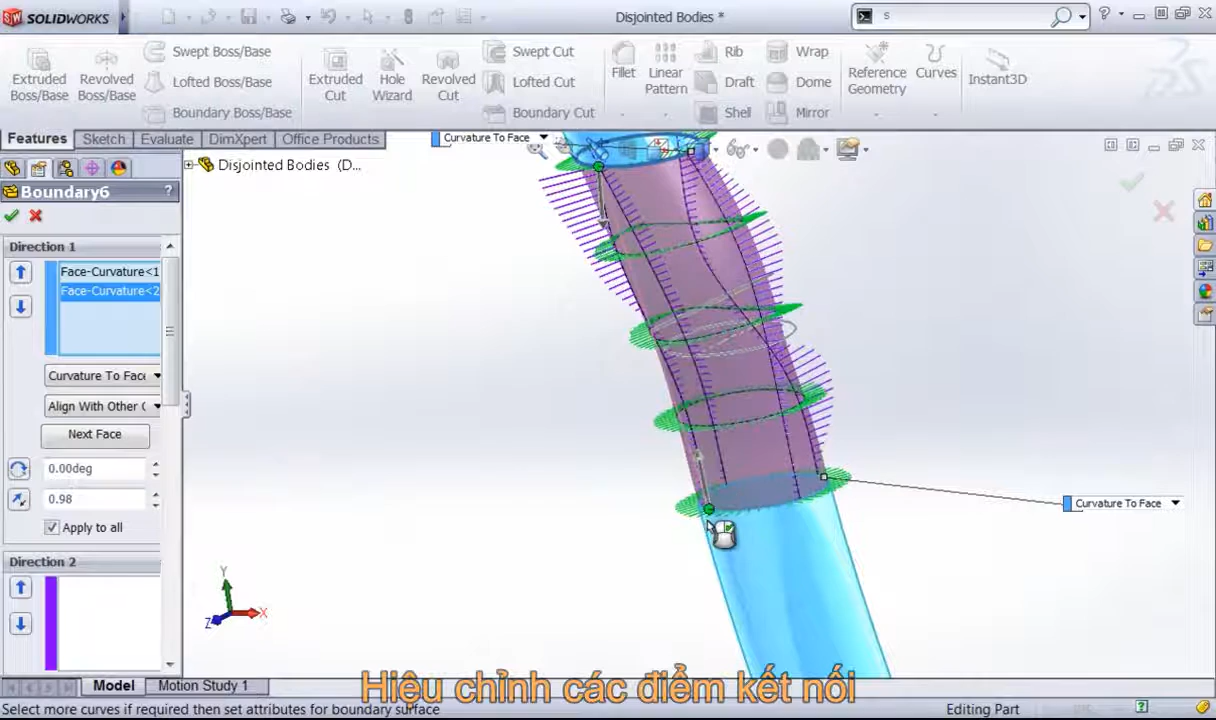 SOLIDWORKS
Disjointed Bodies *
s
Extruded Boss/Base
Revolved Boss/Base
Swept Boss/Base
Lofted Boss/Base
Boundary Boss/Base
Extruded Cut
Hole Wizard
Revolved Cut
Swept Cut
Lofted Cut
Boundary Cut
Fillet
Linear Pattern
Rib
Draft
Shell
Wrap
Dome
Mirror
Reference Geometry
Curves
Instant3D
Features
Sketch
Evaluate
DimXpert
Office Products
Curvature To Face
Disjointed Bodies (D...
Boundary6
?
Direction 1
Face-Curvature<1
Face-Curvature<2
Curvature To Face
Align With Other (
Next Face
0.00deg
0.98
Apply to all
Direction 2
Curvature To Face
Y
X
Z
Model
Motion Study 1
Hiệu chỉnh các điểm kết nối
Select more curves if required then set attributes for boundary surface
Editing Part